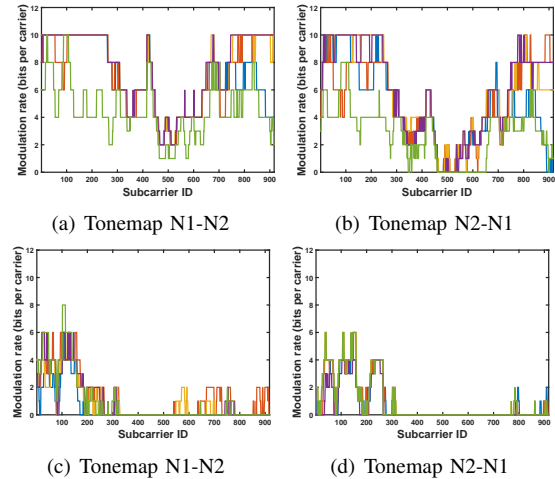 Modulation rate (bits per carrier)
12
10
8
6
4
2
0
100 200 300 400 500 600 700 800 900
Subcarrier ID
(a) Tonemap N1-N2
Modulation rate (bits per carrier)
12
10
8
6
4
2
0
100 200 300 400 500 600 700 800 900
Subcarrier ID
(b) Tonemap N2-N1
Modulation rate (bits per carrier)
12
10
8
6
4
2
0
100 200 300 400 500 600 700 800 900
Subcarrier ID
(c) Tonemap N1-N2
Modulation rate (bits per carrier)
12
10
8
6
4
2
0
100 200 300 400 500 600 700 800 900
Subcarrier ID
(d) Tonemap N2-N1